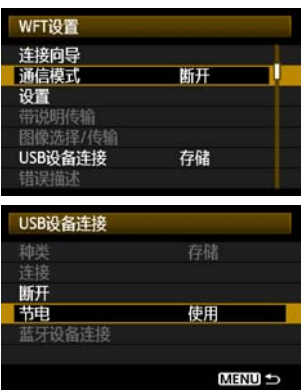 WFT设置
连接向导
通信模式 断开
设置
带说明传输
图像选择/传输
USB设备连接 存储
错误描述
USB设备连接
种类 存储
连接
断开
节电 使用
蓝牙设备连接
MENU